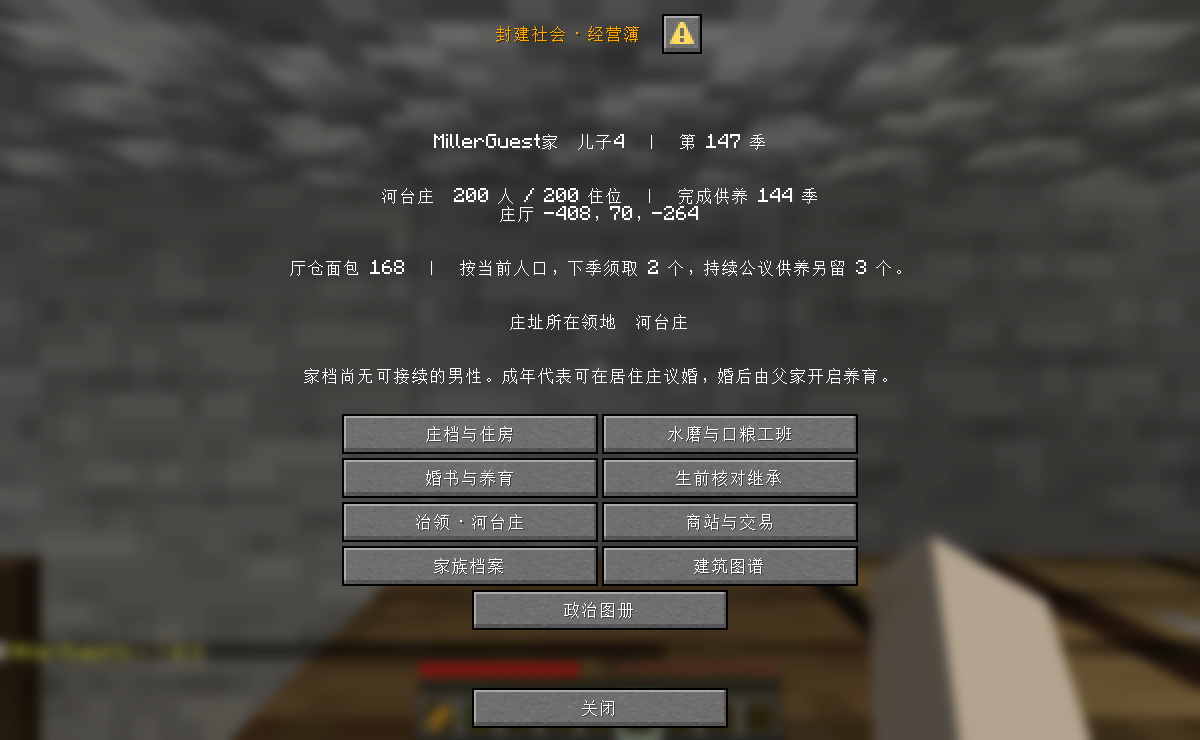 封建社会 · 经营簿
MillerGuest家 儿子4 | 第 147 季
河台庄 200 人 / 200 住位 | 完成供养 144 季
庄厅 -408, 70, -264
厅仓面包 168 | 按当前人口，下季须取 2 个，持续公议供养另留 3 个。
庄址所在领地 河台庄
家档尚无可接续的男性。成年代表可在居住庄议婚，婚后由父家开启养育。
庄档与住房 水磨与口粮工班
婚书与养育 生前核对继承
治领 · 河台庄 商站与交易
家族档案 建筑图谱
政治图册
关闭